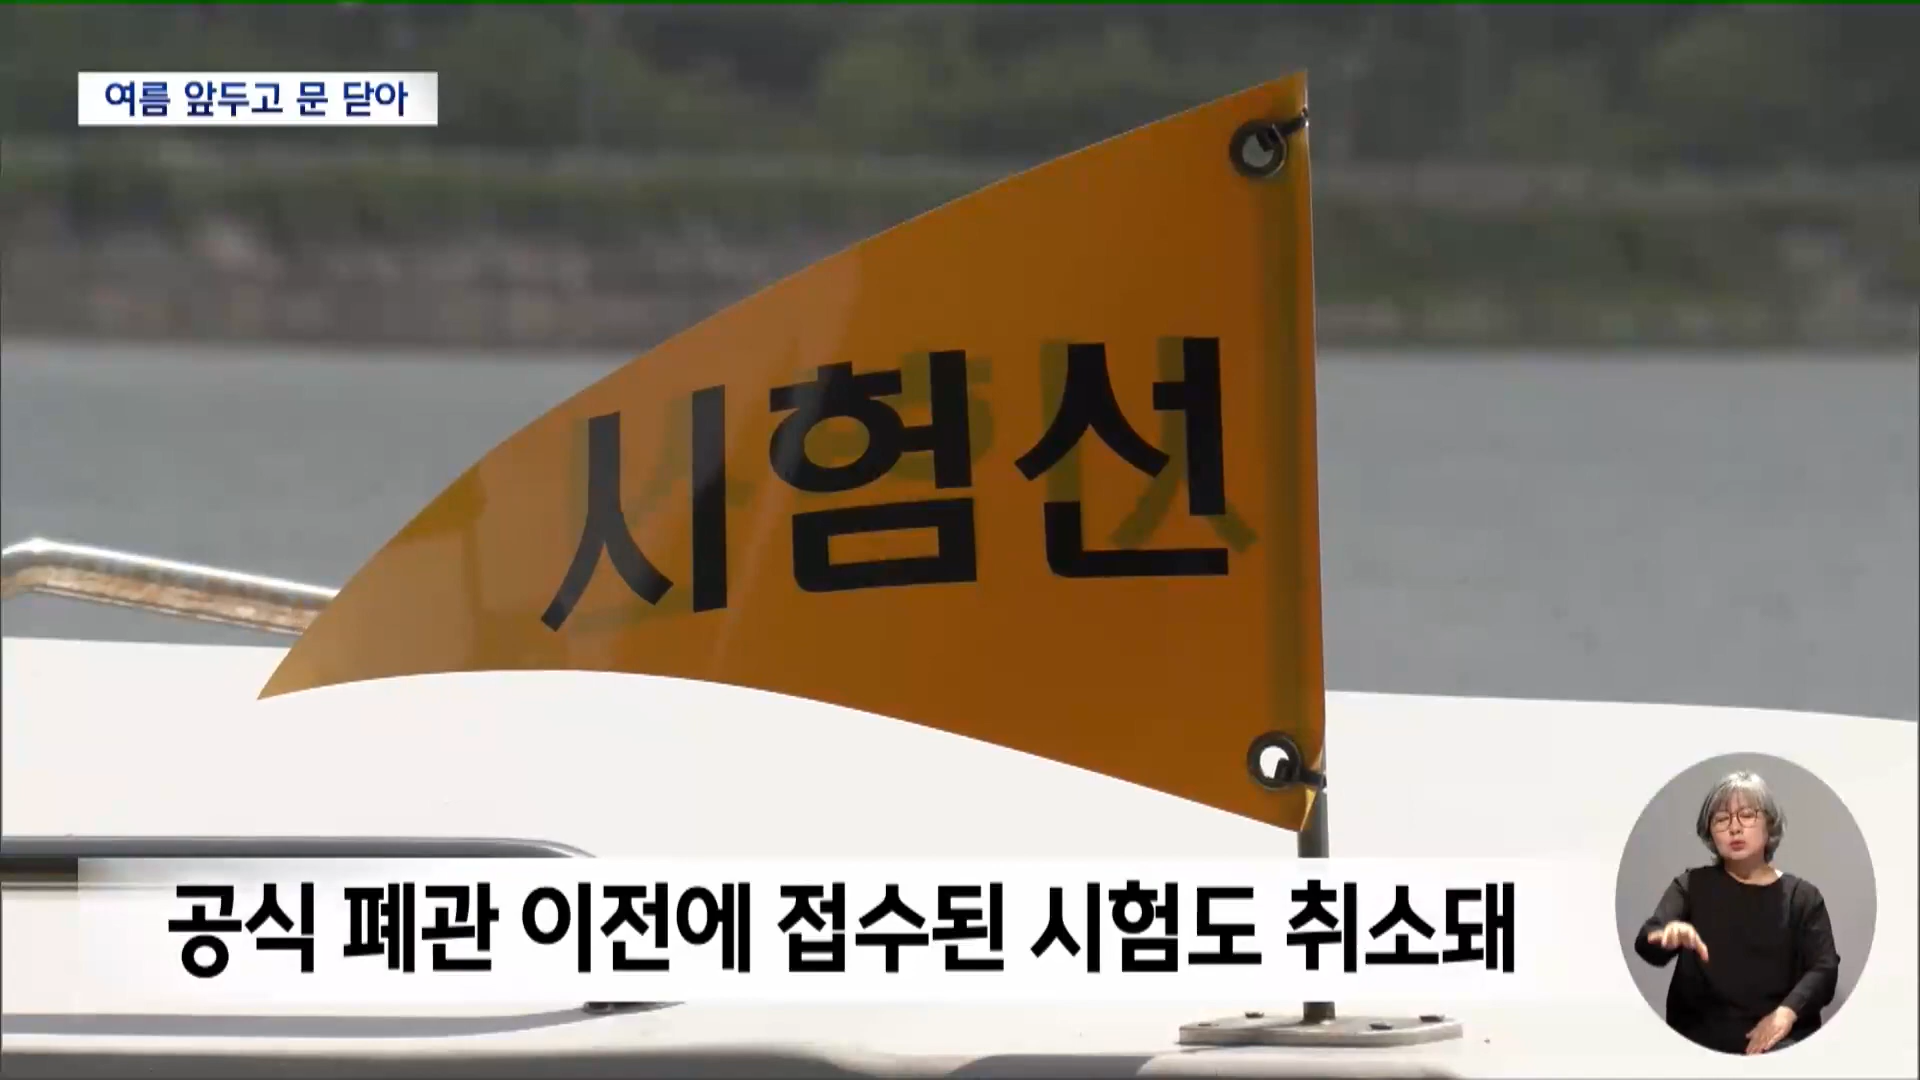 여름 앞두고 문 닫아
시험선
공식 폐관 이전에 접수된 시험도 취소돼